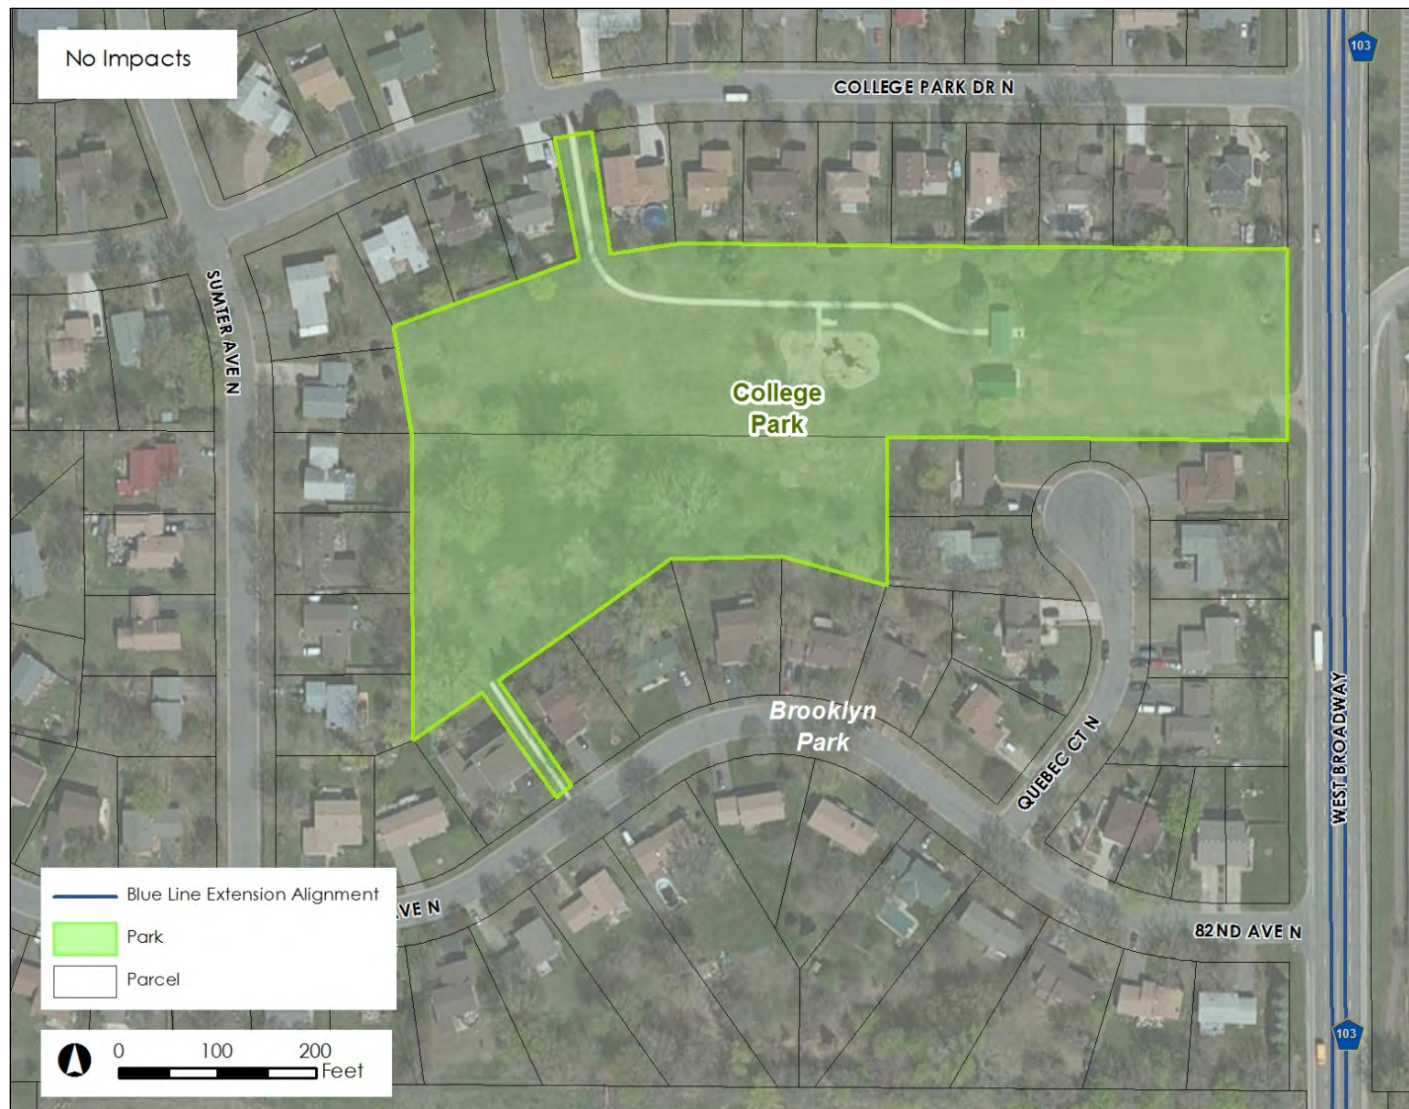 No Impacts
103
COLLEGE PARK DR N
SUMTER AVE N
College
Park
Brooklyn
Park
QUEBEC CT N
WEST BROADWAY
Blue Line Extension Alignment
Park
Parcel
AVE N
82ND AVE N
103
0 100 200
Feet